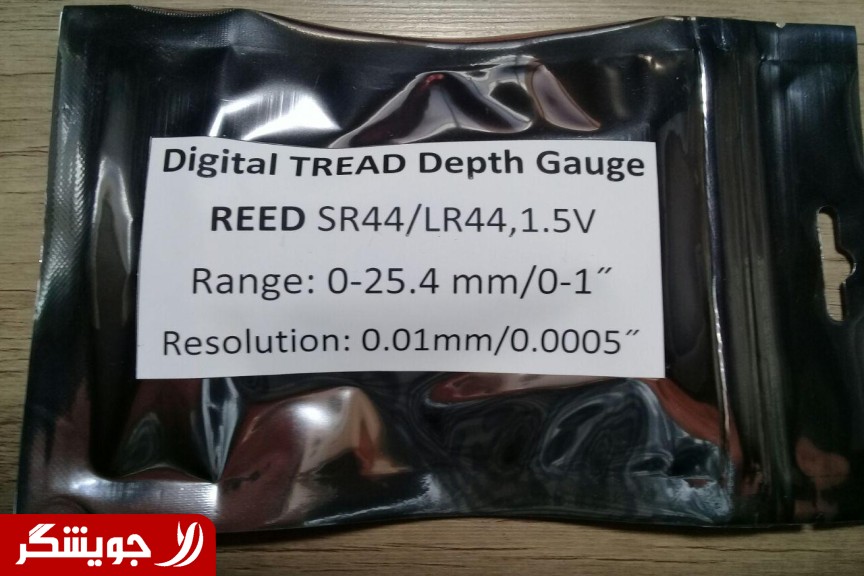 Digital TREAD Depth Gauge
REED SR44/LR44,1.5V
Range: 0-25.4 mm/0-1″
Resolution: 0.01mm/0.0005″
جویشگر